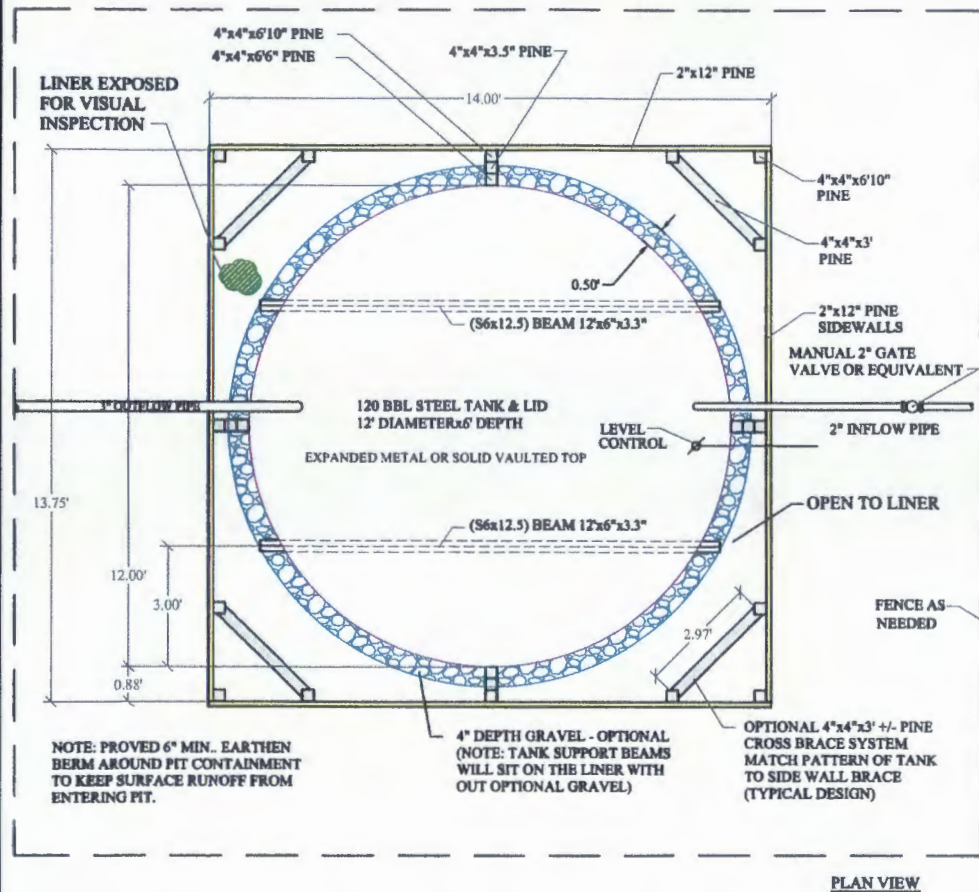 4"x4"x6'10" PINE
4"x4"x6'6" PINE
4"x4"x3.5" PINE
2"x12" PINE
LINER EXPOSED
FOR VISUAL
INSPECTION
14.00'
4"x4"x6'10"
PINE
4"x4"x3'
PINE
0.50'
(S6x12.5) BEAM 12'x6"x3.3"
2"x12" PINE
SIDEWALLS
MANUAL 2" GATE
VALVE OR EQUIVALENT
3" OUTFLOW PIPE
120 BBL STEEL TANK & LID
12' DIAMETERx6' DEPTH
LEVEL
CONTROL
2" INFLOW PIPE
EXPANDED METAL OR SOLID VAULTED TOP
13.75'
OPEN TO LINER
(S6x12.5) BEAM 12'x6"x3.3"
12.00'
3.00'
FENCE AS
NEEDED
2.97'
0.88'
NOTE: PROVED 6" MIN.. EARTHEN
BERM AROUND PIT CONTAINMENT
TO KEEP SURFACE RUNOFF FROM
ENTERING PIT.
4" DEPTH GRAVEL - OPTIONAL
(NOTE: TANK SUPPORT BEAMS
WILL SIT ON THE LINER WITH
OUT OPTIONAL GRAVEL)
OPTIONAL 4"x4"x3' +/- PINE
CROSS BRACE SYSTEM
MATCH PATTERN OF TANK
TO SIDE WALL BRACE
(TYPICAL DESIGN)
PLAN VIEW